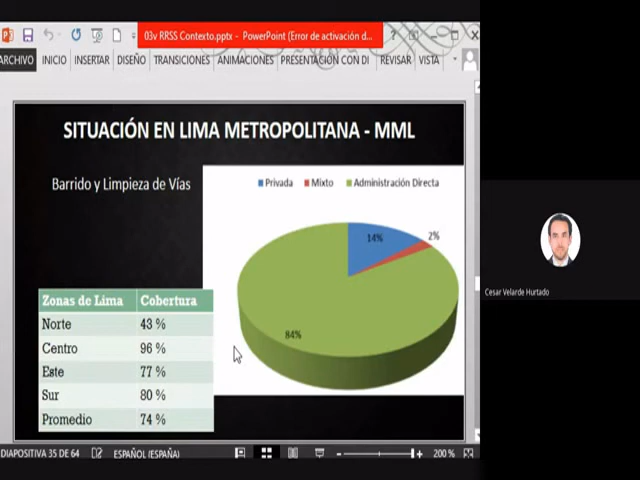 03v RRSS Contexto.pptx - PowerPoint (Error de activación d...
ARCHIVO INICIO INSERTAR DISEÑO TRANSICIONES ANIMACIONES PRESENTACIÓN CON DI REVISAR VISTA
SITUACIÓN EN LIMA METROPOLITANA - MML
Barrido y Limpieza de Vías
Privada Mixto Administración Directa
14%
2%
84%
Zonas de Lima Cobertura
Norte 43 %
Centro 96 %
Este 77 %
Sur 80 %
Promedio 74 %
Cesar Velarde Hurtado
DIAPOSITIVA 35 DE 64 ESPAÑOL (ESPAÑA) 200 %